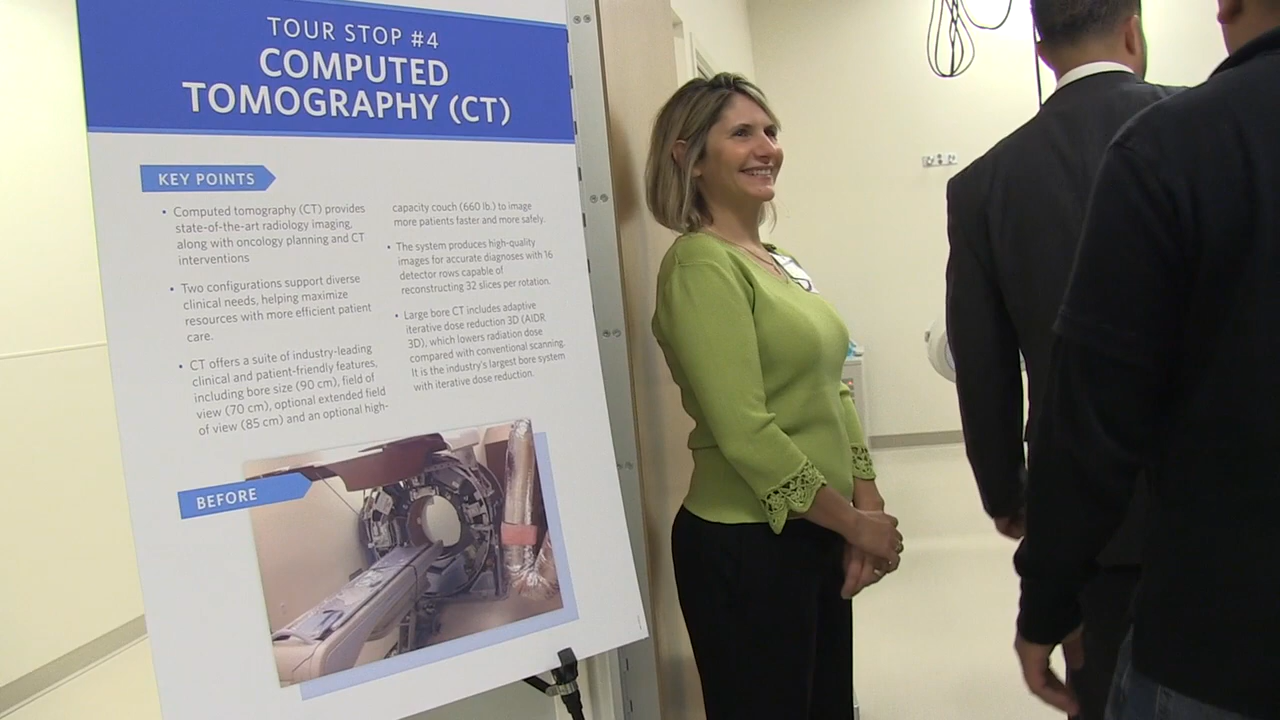 TOUR STOP #4
COMPUTED
TOMOGRAPHY (CT)
KEY POINTS
• Computed tomography (CT) provides
state-of-the-art radiology imaging,
along with oncology planning and CT
interventions
• Two configurations support diverse
clinical needs, helping maximize
resources with more efficient patient
care.
• CT offers a suite of industry-leading
clinical and patient-friendly features,
including bore size (90 cm), field of
view (70 cm), optional extended field
of view (85 cm) and an optional high-
capacity couch (660 lb.) to image
more patients faster and more safely.
• The system produces high-quality
images for accurate diagnoses with 16
detector rows capable of
reconstructing 32 slices per rotation.
• Large bore CT includes adaptive
iterative dose reduction 3D (AIDR
3D), which lowers radiation dose
compared with conventional scanning.
It is the industry's largest bore system
with iterative dose reduction.
BEFORE